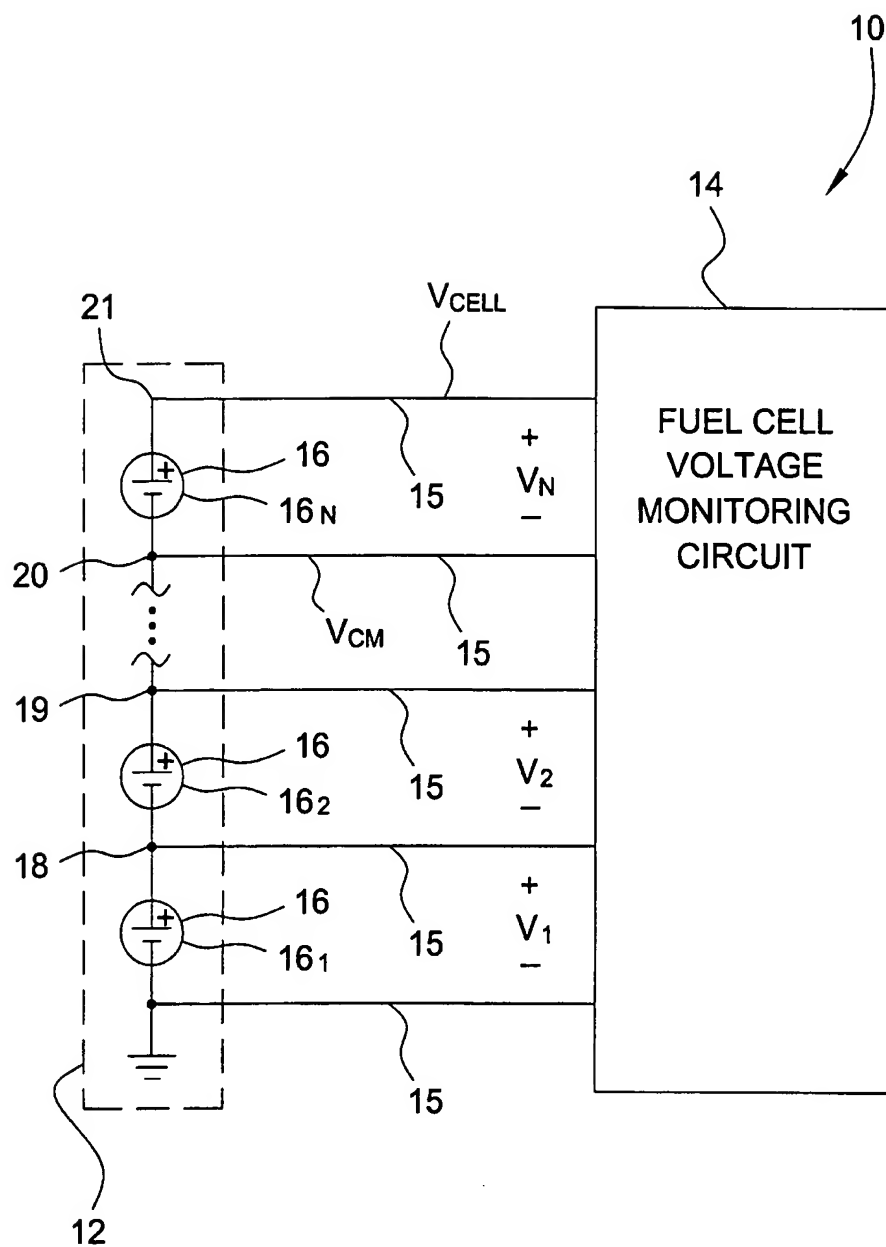 10
14
21
VCELL
16
+
VN
−
16N
15
FUEL CELL
VOLTAGE
MONITORING
CIRCUIT
20
VCM
15
19
16
+
V2
−
162
15
18
16
+
V1
−
161
15
15
12